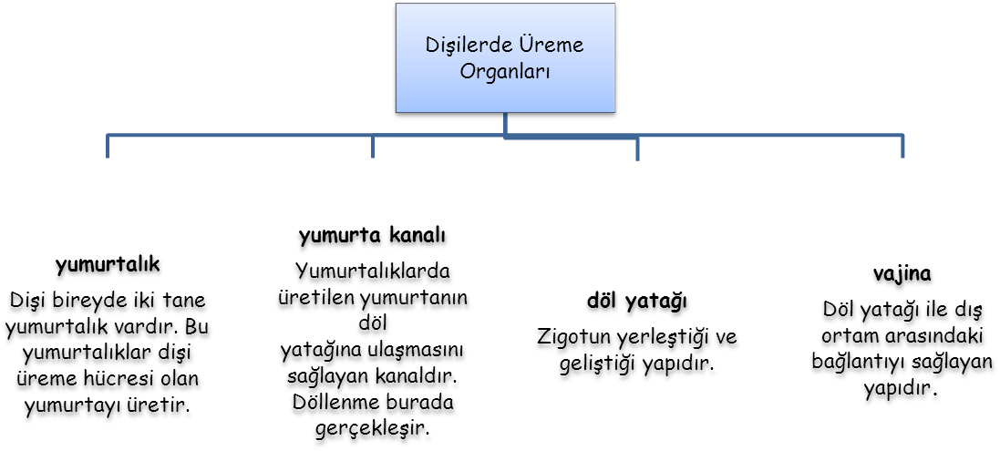 Dişilerde Üreme
Organları
yumurtalık
Dişi bireyde iki tane
yumurtalık vardır. Bu
yumurtalıklar dişi
üreme hücresi olan
yumurtayı üretir.
yumurta kanalı
Yumurtalıklarda
üretilen yumurtanın
döl
yatağına ulaşmasını
sağlayan kanaldır.
Döllenme burada
gerçekleşir.
döl yatağı
Zigotun yerleştiği ve
geliştiği yapıdır.
vajina
Döl yatağı ile dış
ortam arasındaki
bağlantıyı sağlayan
yapıdır.